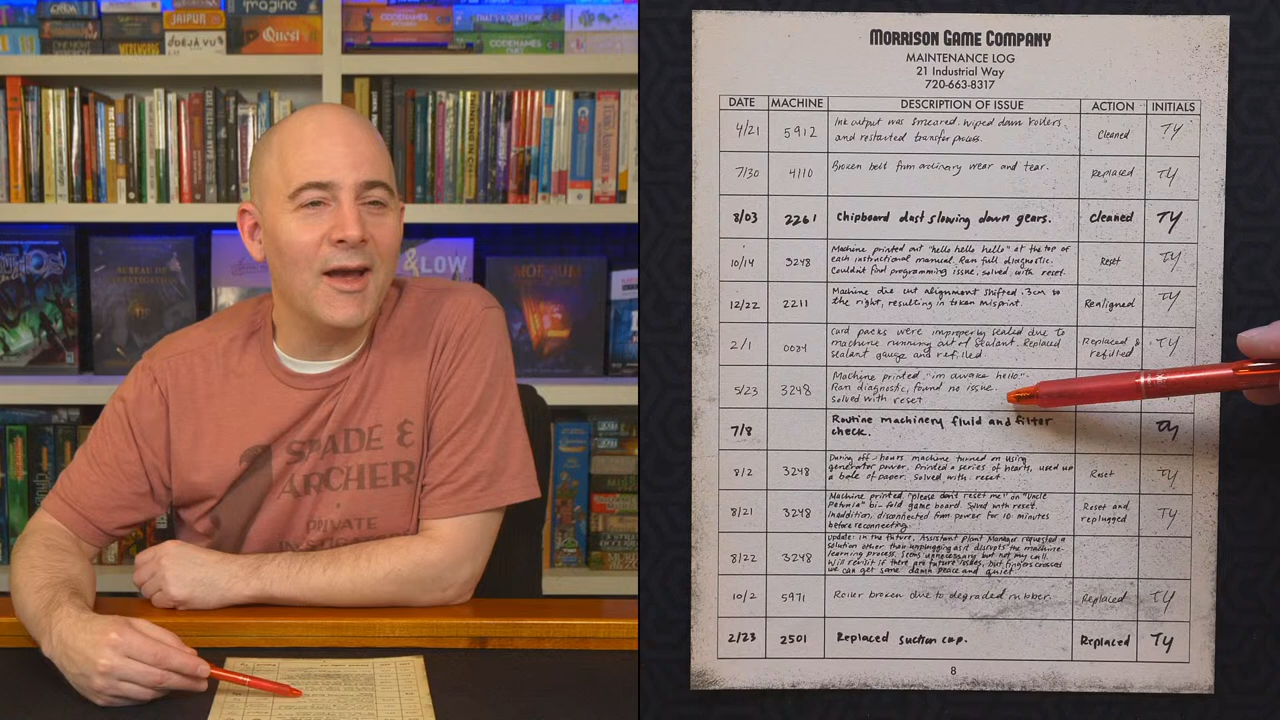 imagine
JAIPUR
DÉJÀ VU
Quest
CODENAMES
THAT'S A QUESTION
CODENAMES
BUREAU OF
INVESTIGATION
& LOW
SPADE &
ARCHER
PRIVATE
MORRISON GAME COMPANY
MAINTENANCE LOG
21 Industrial Way
720-663-8317
DATE MACHINE DESCRIPTION OF ISSUE ACTION INITIALS
4/21 5912 Ink output was smeared. Wiped down rollers
and restarted transfer process. Cleaned TY
7/30 4110 Broken belt from ordinary wear and tear. Replaced TY
8/03 2261 Chipboard dust slowing down gears. Cleaned TY
10/14 3248 Machine printed out "hello hello hello" at the top of
each instructional manual. Ran full diagnostic.
Couldn't find programming issue, solved with reset. Reset TY
12/22 2211 Machine die cut alignment shifted .3cm to
the right, resulting in token misprint. Realigned TY
2/1 0034 Card packs were improperly sealed due to
machine running out of sealant. Replaced
sealant gauge and refilled. Replaced & refilled TY
5/23 3248 Machine printed "im awake hello".
Ran diagnostic, found no issue.
Solved with reset
7/8 Routine machinery fluid and filter
check. TY
8/2 3248 During off-hours machine turned on using
generator power. Printed a series of hearts, used up
a bale of paper. Solved with reset. Reset TY
8/21 3248 Machine printed "please don't reset me" on "Uncle
Petunia" bi-fold game board. Solved with reset.
In addition, disconnected from power for 10 minutes
before reconnecting. Reset and replugged TY
8/22 3248 Update: in the future, Assistant Plant Manager requested a
solution other than unplugging as it disrupts the machine-
learning process. Seems unnecessary but not my call.
Will revisit if there are future issues, but fingers crossed
we can get some damn peace and quiet. TY
10/2 5971 Roller broken due to degraded rubber. Replaced TY
2/23 2501 Replaced suction cup. Replaced TY
8